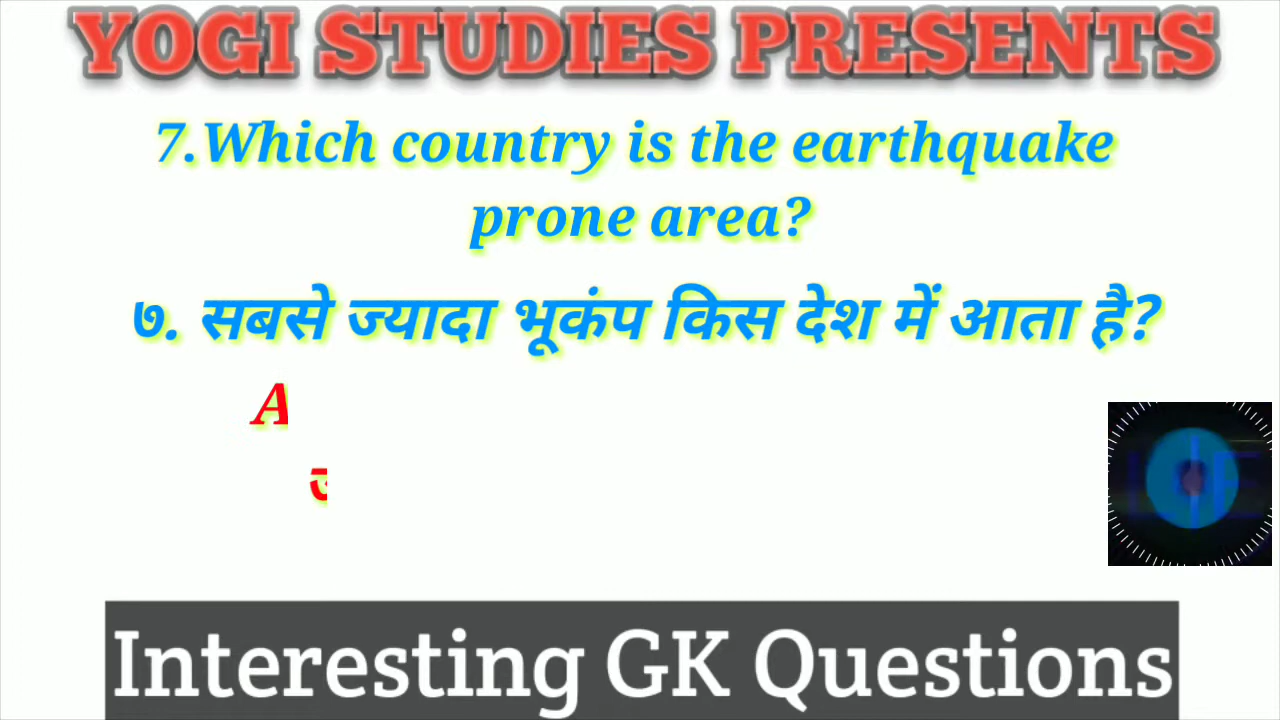 YOGI STUDIES PRESENTS
7.Which country is the earthquake
prone area?
७. सबसे ज्यादा भूकंप किस देश में आता है?
A
Interesting GK Questions